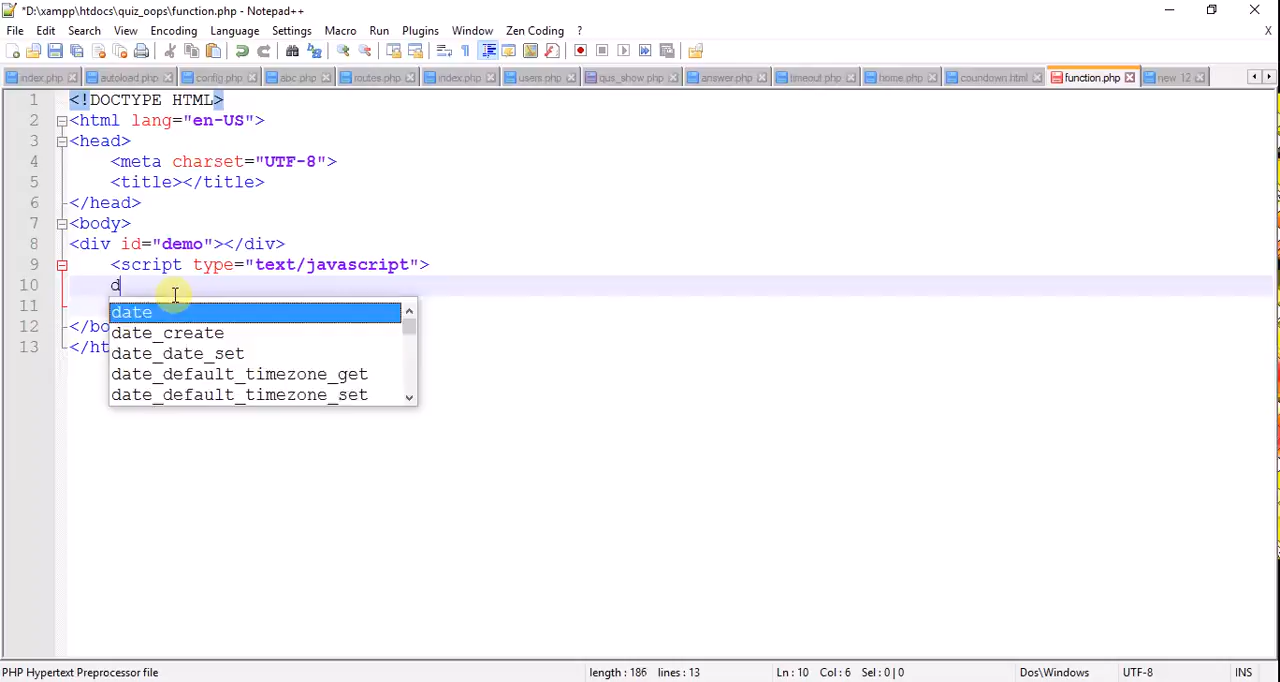 *D:\xampp\htdocs\quiz_oops\function.php - Notepad++
File Edit Search View Encoding Language Settings Macro Run Plugins Window Zen Coding ? X
index.php autoload.php config.php abc.php routes.php index.php users.php qus_show.php answer.php timeout.php home.php coundown.html function.php new 12
1 <!DOCTYPE HTML>
2 <html lang="en-US">
3 <head>
4 <meta charset="UTF-8">
5 <title></title>
6 </head>
7 <body>
8 <div id="demo"></div>
9 <script type="text/javascript">
10 d
11 date
12 </bo date_create
date_date_set
13 </ht
date_default_timezone_get
date_default_timezone_set
PHP Hypertext Preprocessor file length : 186 lines : 13 Ln : 10 Col : 6 Sel : 0 | 0 Dos\Windows UTF-8 INS